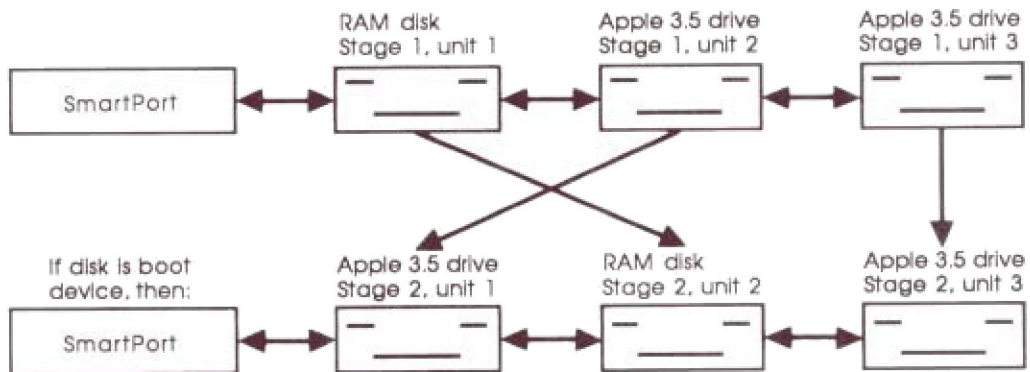 RAM disk
Stage 1, unit 1
Apple 3.5 drive
Stage 1, unit 2
Apple 3.5 drive
Stage 1, unit 3
SmartPort
If disk is boot
device, then:
Apple 3.5 drive
Stage 2, unit 1
RAM disk
Stage 2, unit 2
Apple 3.5 drive
Stage 2, unit 3
SmartPort